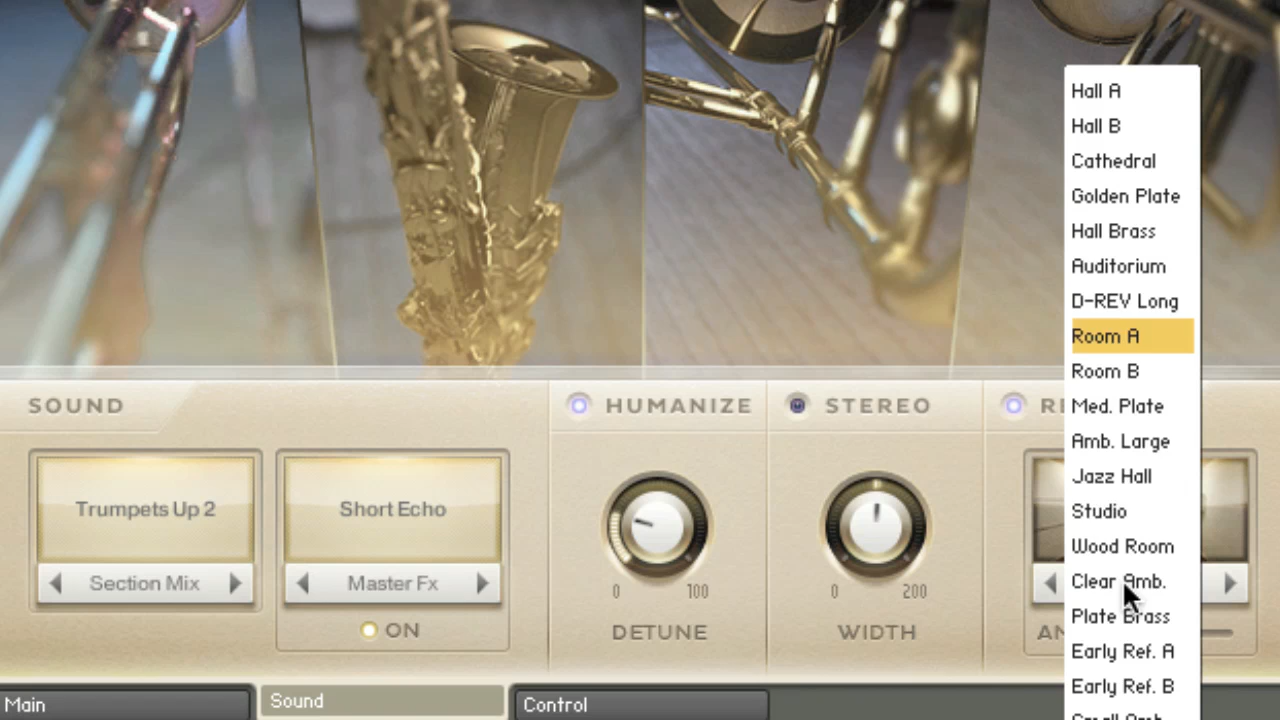 Hall A
Hall B
Cathedral
Golden Plate
Hall Brass
Auditorium
D-REV Long
Room A
Room B
Med. Plate
Amb. Large
Jazz Hall
Studio
Wood Room
Clear Amb.
Plate Brass
Early Ref. A
Early Ref. B
SOUND
HUMANIZE
STEREO
Trumpets Up 2
Short Echo
Section Mix
Master Fx
ON
0 100
DETUNE
0 200
WIDTH
Main
Sound
Control